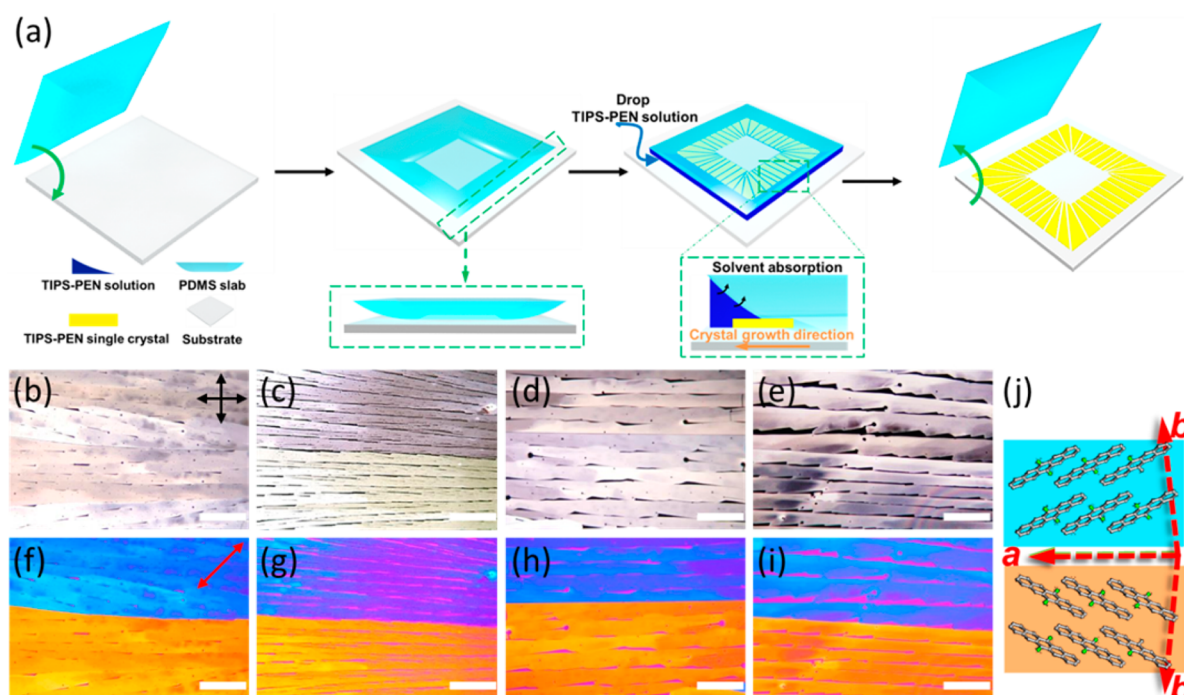 (a)
Drop
TIPS-PEN solution
TIPS-PEN solution
PDMS slab
TIPS-PEN single crystal
Substrate
Solvent absorption
Crystal growth direction
(b)
(c)
(d)
(e)
(j)
b
a
b
(f)
(g)
(h)
(i)